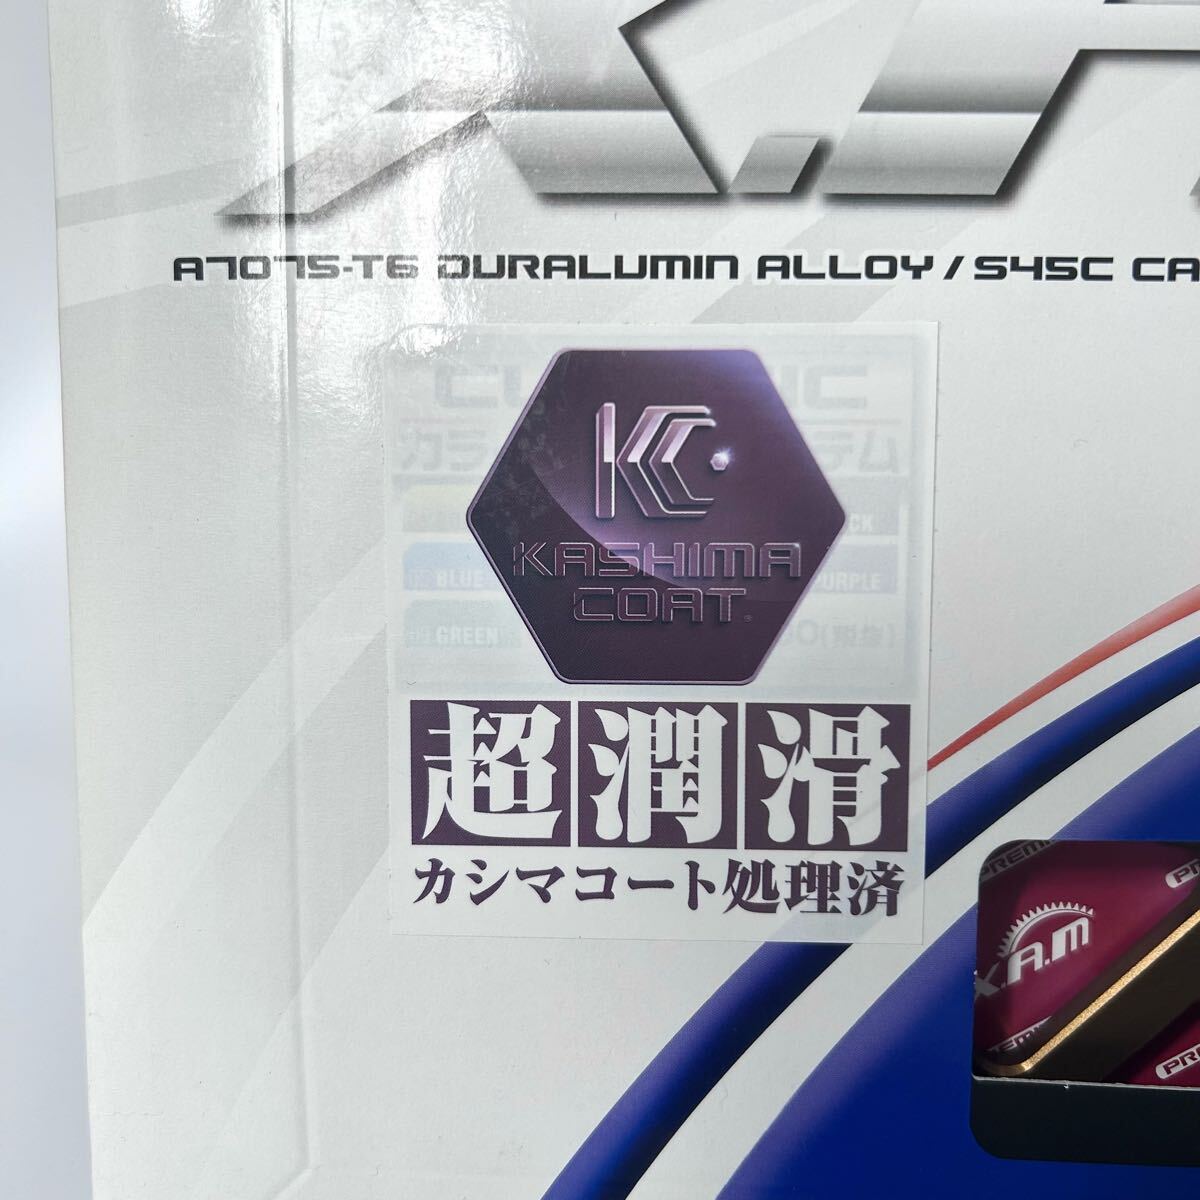 X.A
A7075-T6 DURALUMIN ALLOY / S45C CA
K
KASHIMA
COAT
BLUE
PURPLE
GREEN
超潤滑
カシマコート処理済
PREMI
X.A.M